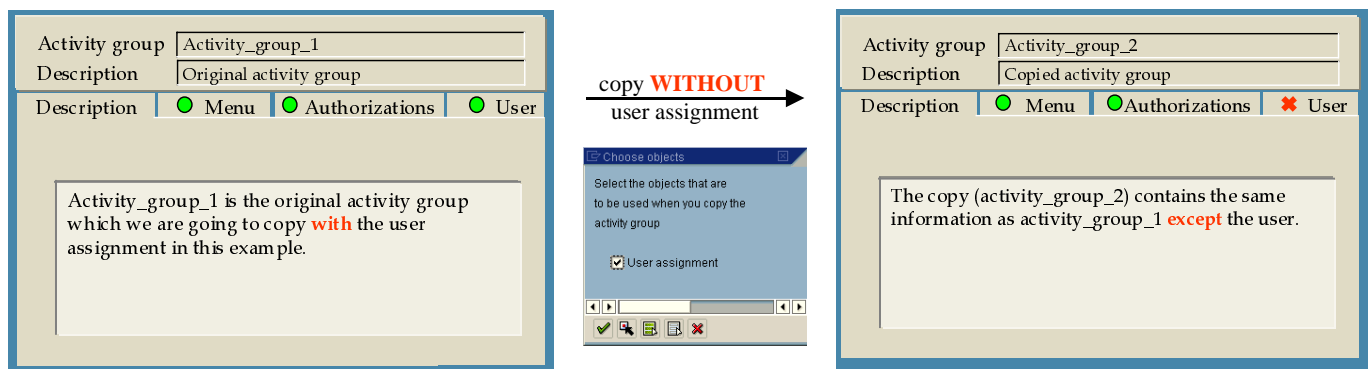 Activity group Activity_group_1
Description Original activity group
Description Menu Authorizations User
Activity_group_1 is the original activity group
which we are going to copy with the user
assignment in this example.
copy WITHOUT
user assignment
Choose objects
Select the objects that are
to be used when you copy the
activity group
User assignment
Activity group Activity_group_2
Description Copied activity group
Description Menu Authorizations User
The copy (activity_group_2) contains the same
information as activity_group_1 except the user.